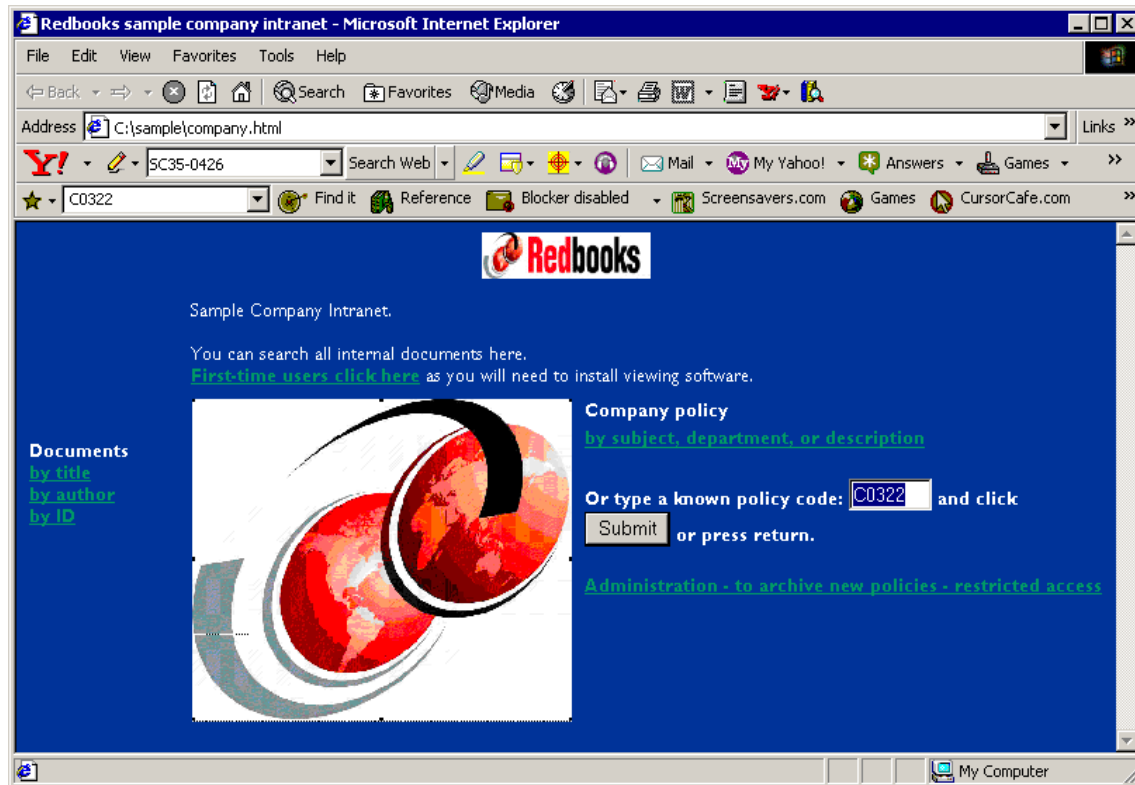 Redbooks sample company intranet - Microsoft Internet Explorer
File Edit View Favorites Tools Help
Back Search Favorites Media
Address C:\sample\company.html Links »
Y! SC35-0426 Search Web Mail My My Yahoo! Answers Games »
C0322 Find it Reference Blocker disabled Screensavers.com Games CursorCafe.com »
Redbooks
Sample Company Intranet.
You can search all internal documents here.
First-time users click here as you will need to install viewing software.
Documents
by title
by author
by ID
Company policy
by subject, department, or description
Or type a known policy code: C0322 and click
Submit or press return.
Administration - to archive new policies - restricted access
My Computer